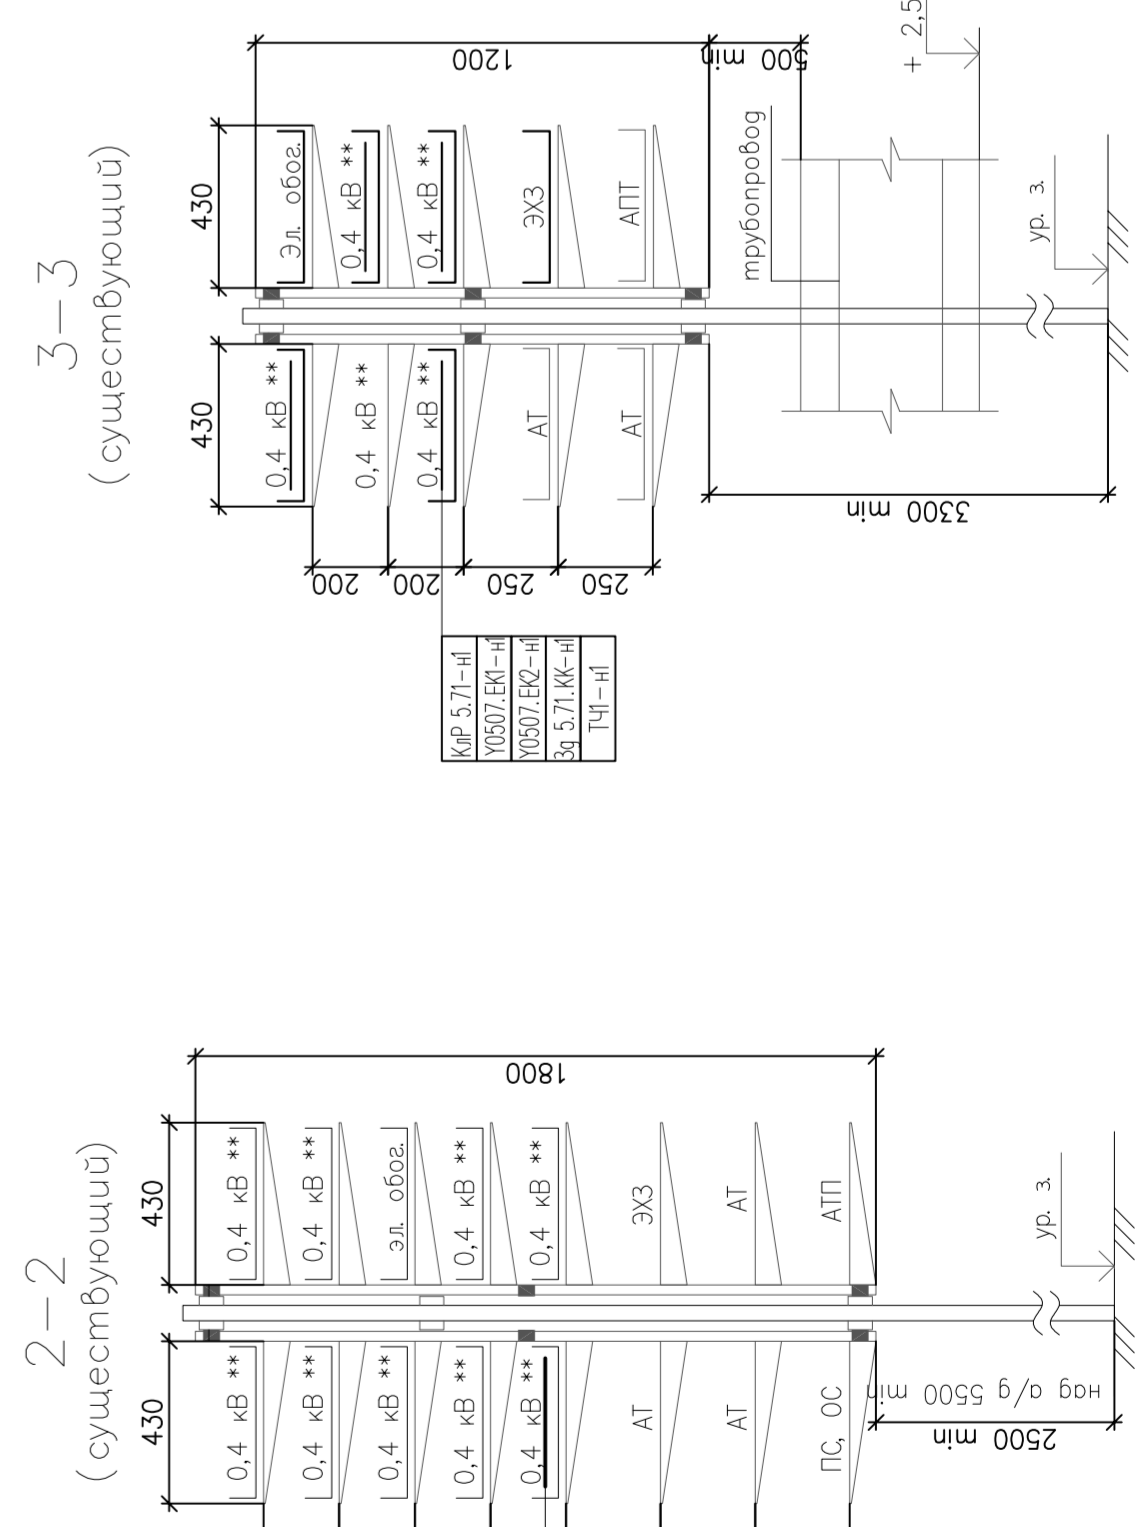 3-3
(существующий)
430
430
1200
500 min
Эл. обог.
0,4 кВ **
0,4 кВ **
ЭХЗ
АПТ
0,4 кВ **
0,4 кВ **
0,4 кВ **
АТ
АТ
200
200
250
250
трубопровод
+ 2,5
ур. з.
3300 min
КлР 5.71-н1
Y0507.EK1-н1
Y0507.EK2-н1
Зд 5.71.КК-н1
ТЧ1-н1
2-2
(существующий)
430
430
1800
0,4 кВ **
0,4 кВ **
эл. обог.
0,4 кВ **
0,4 кВ **
ЭХЗ
АТ
АТП
0,4 кВ **
0,4 кВ **
0,4 кВ **
0,4 кВ **
0,4 кВ **
АТ
АТ
ПС, ОС
ур. з.
над а/д 5500 min
2500 min